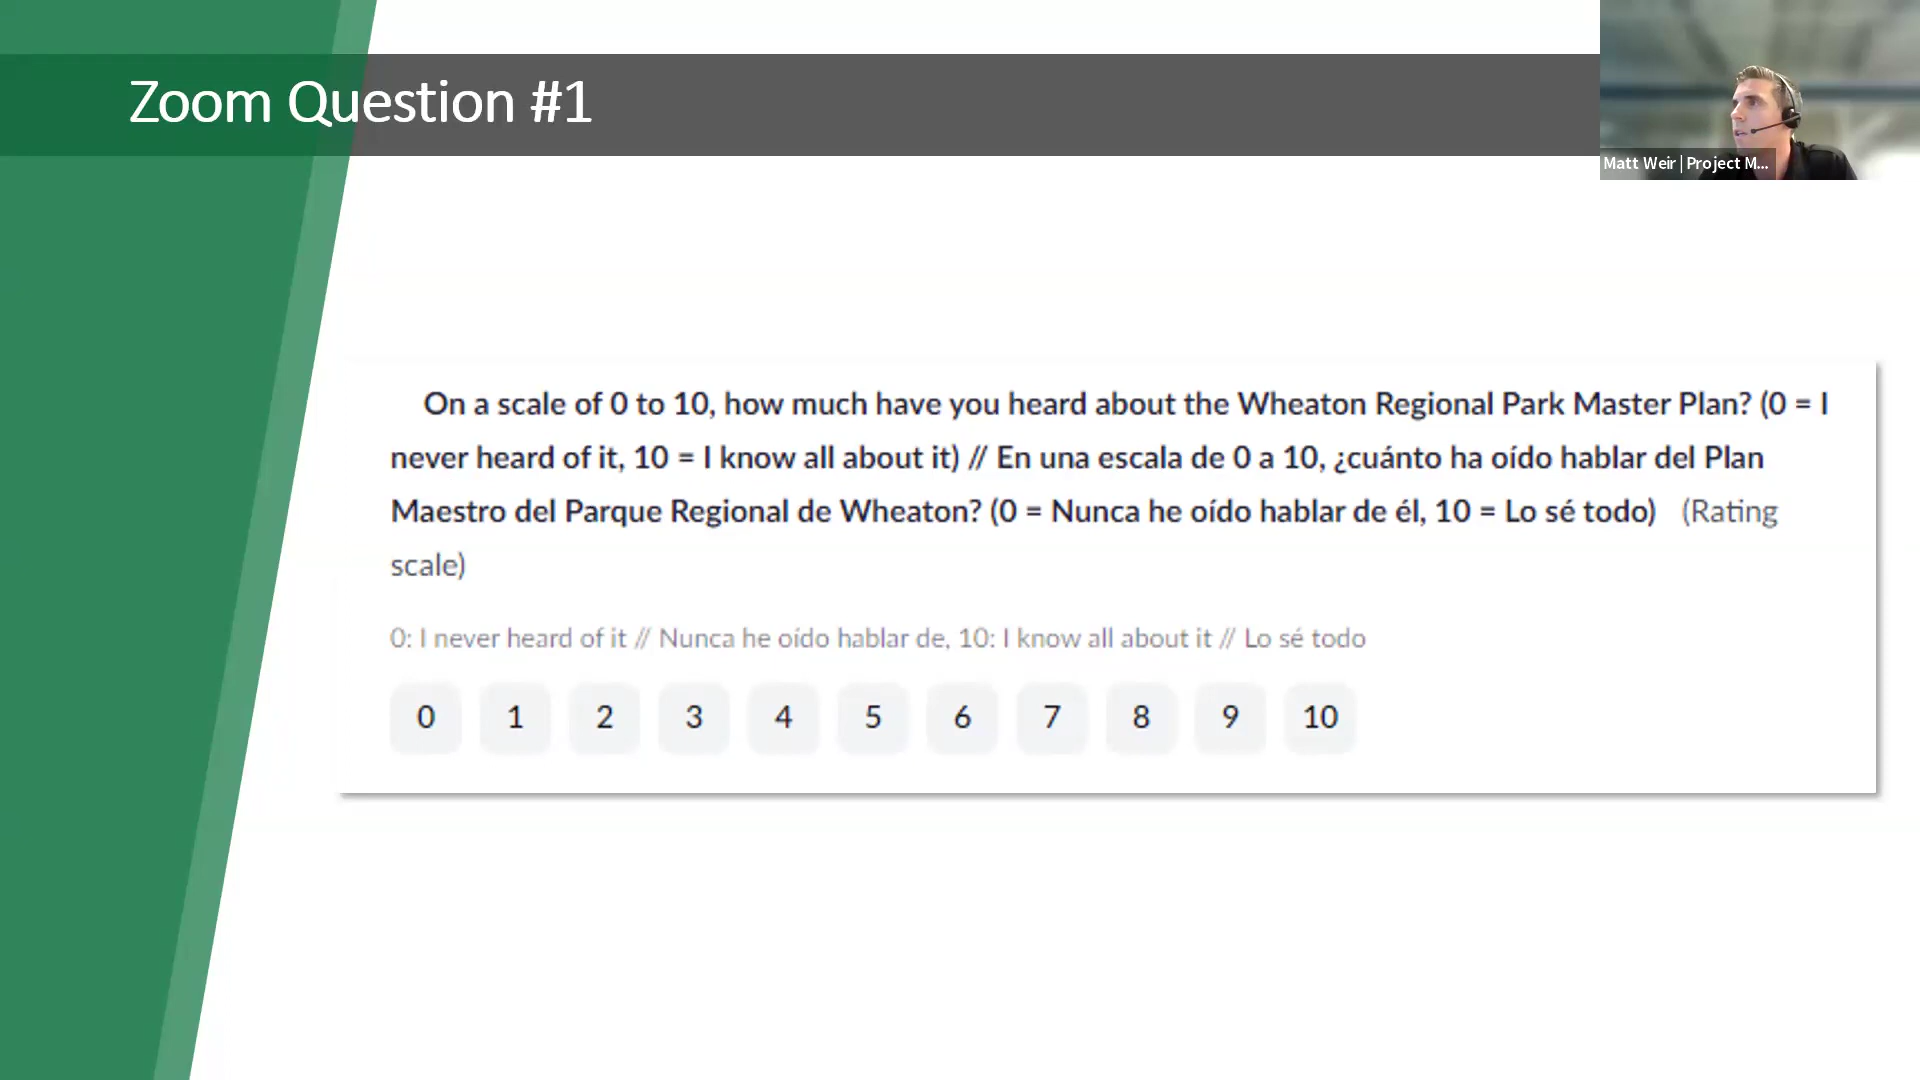 Zoom Question #1
Matt Weir | Project M...
On a scale of 0 to 10, how much have you heard about the Wheaton Regional Park Master Plan? (0 = I
never heard of it, 10 = I know all about it) // En una escala de 0 a 10, ¿cuánto ha oído hablar del Plan
Maestro del Parque Regional de Wheaton? (0 = Nunca he oído hablar de él, 10 = Lo sé todo) (Rating
scale)
0: I never heard of it // Nunca he oído hablar de, 10: I know all about it // Lo sé todo
0 1 2 3 4 5 6 7 8 9 10